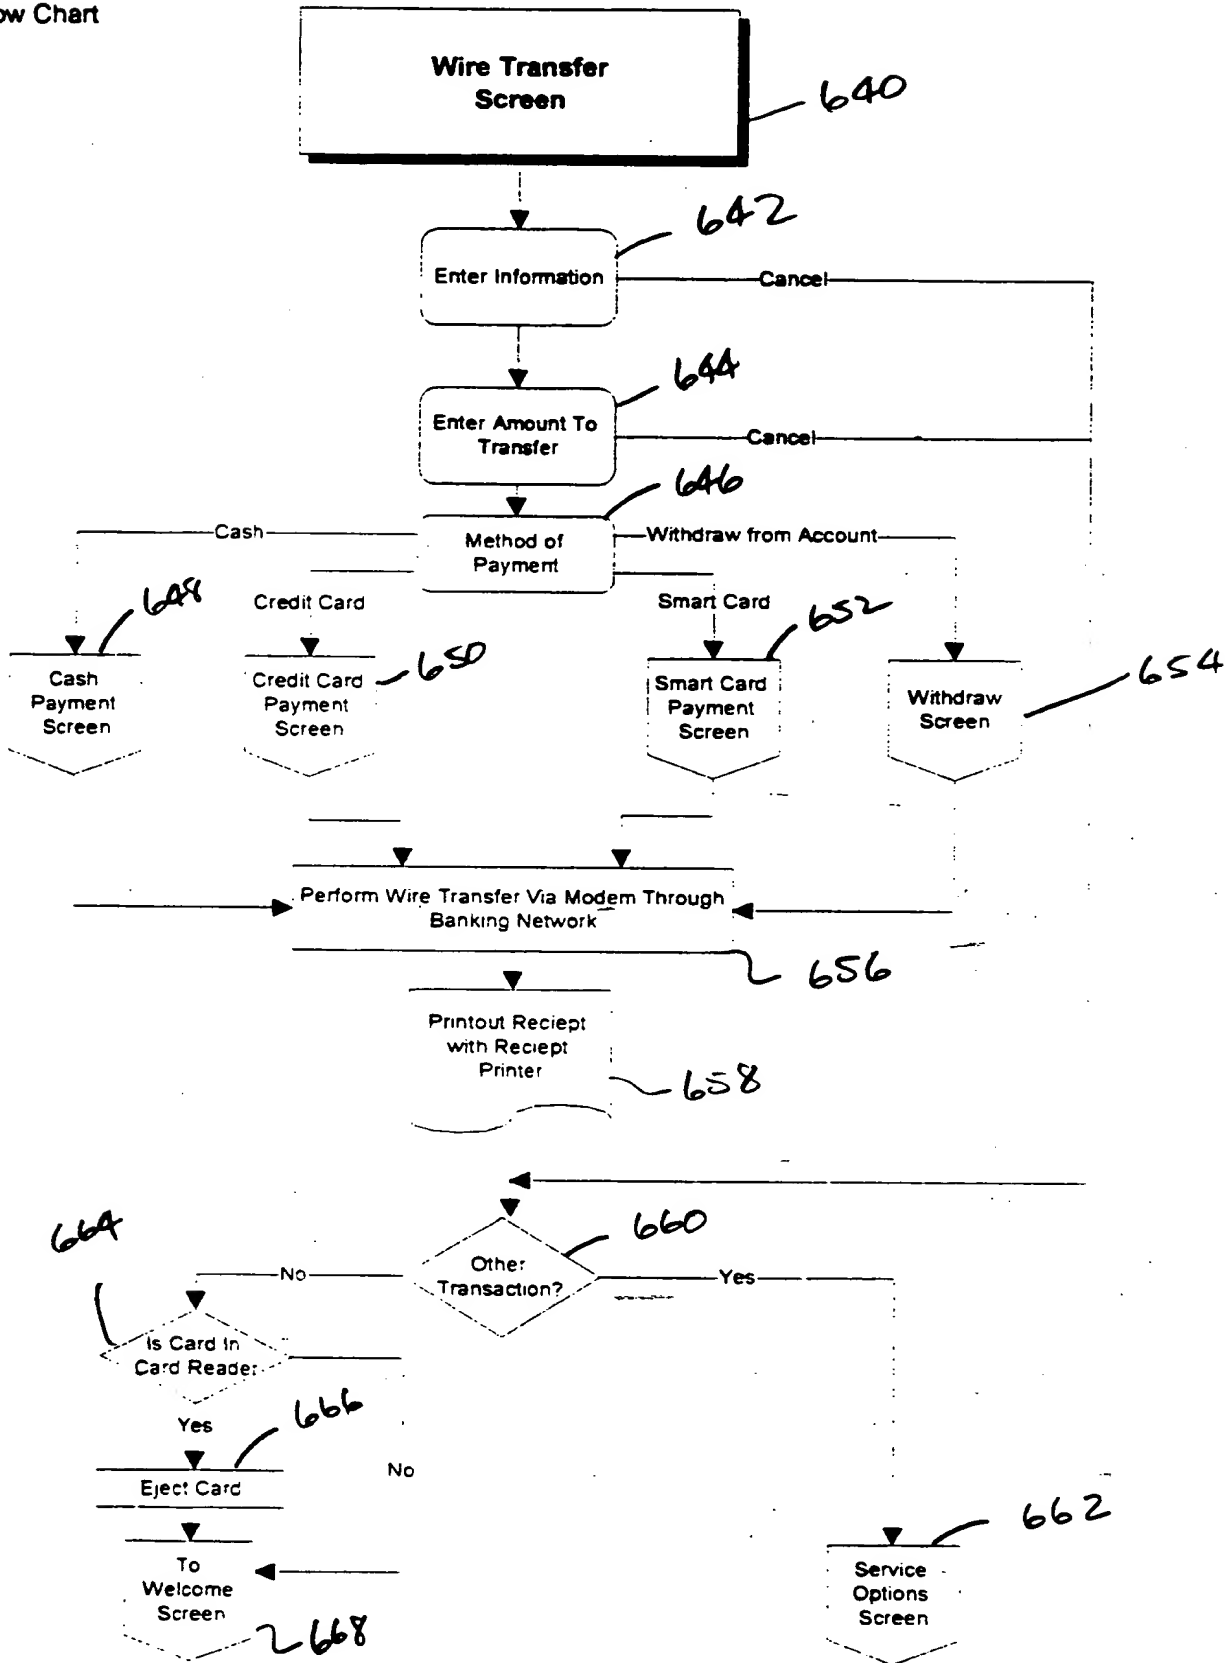 ow Chart
Wire Transfer
Screen
640
642
Enter Information
Cancel
644
Enter Amount To
Transfer
Cancel
646
Cash
Method of
Payment
Withdraw from Account
648
Credit Card
Smart Card
652
Cash
Payment
Screen
Credit Card
Payment
Screen
650
Smart Card
Payment
Screen
Withdraw
Screen
654
Perform Wire Transfer Via Modem Through
Banking Network
656
Printout Reciept
with Reciept
Printer
658
664
660
No
Other
Transaction?
Yes
Is Card In
Card Reader
Yes
666
No
Eject Card
662
To
Welcome
Screen
668
Service
Options
Screen